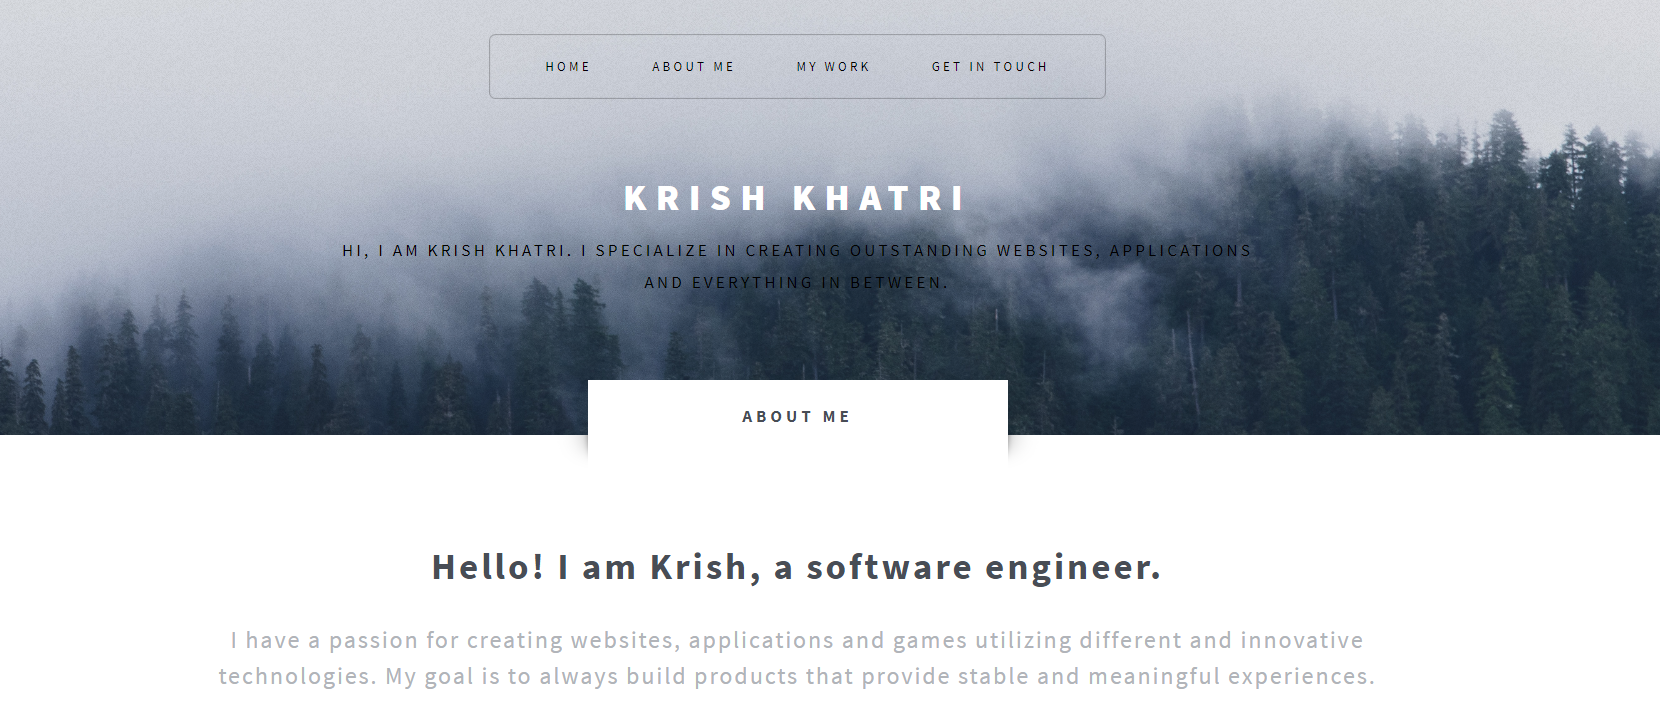 HOME ABOUT ME MY WORK GET IN TOUCH
KRISH KHATRI
HI, I AM KRISH KHATRI. I SPECIALIZE IN CREATING OUTSTANDING WEBSITES, APPLICATIONS
AND EVERYTHING IN BETWEEN.
ABOUT ME
Hello! I am Krish, a software engineer.
I have a passion for creating websites, applications and games utilizing different and innovative
technologies. My goal is to always build products that provide stable and meaningful experiences.